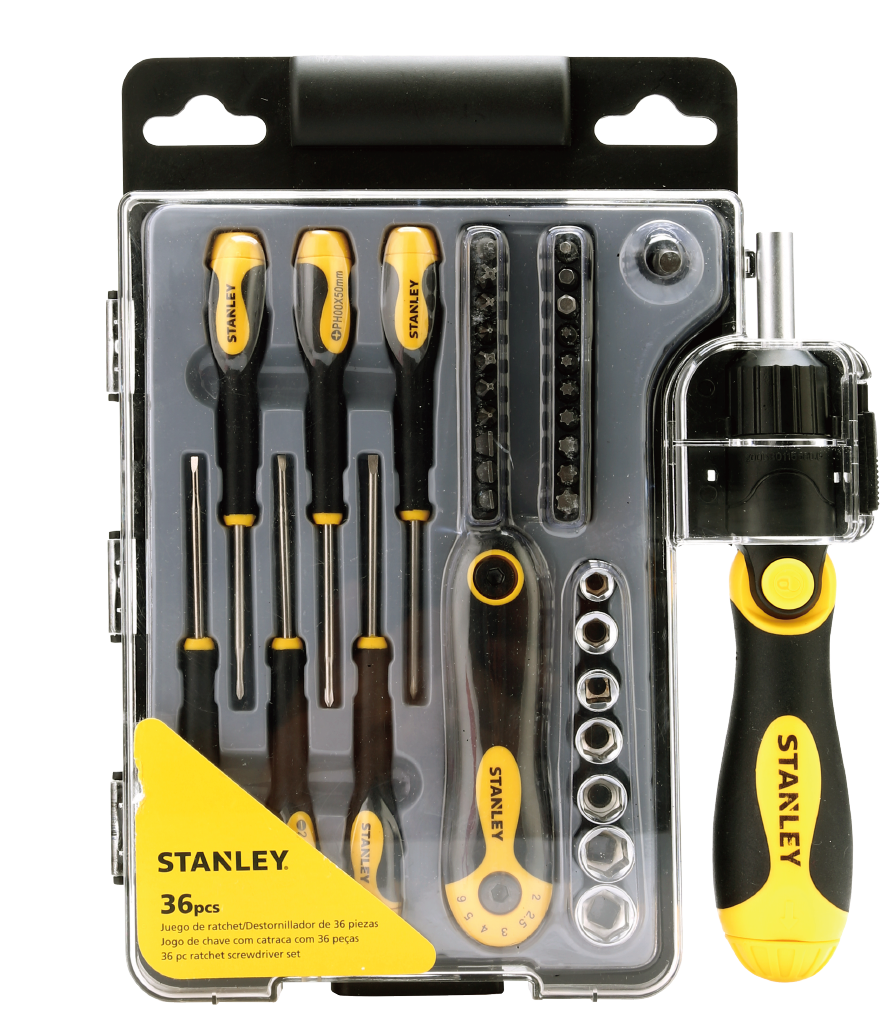 STANLEY
PH00X50mm
STANLEY
STANLEY
STANLEY
STANLEY
2 2.5 3 4 5 6
STANLEY
36pcs
Juego de ratchet/Destornillador de 36 piezas
Jogo de chave com catraca com 36 peças
36 pc ratchet screwdriver set